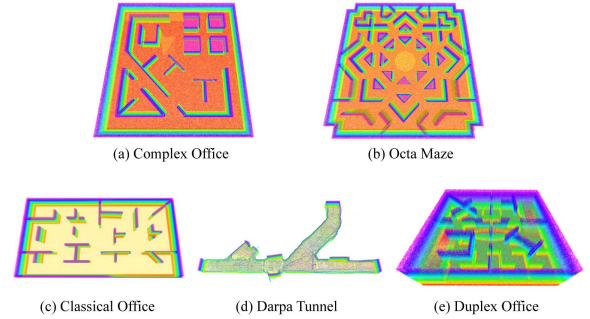 (a) Complex Office
(b) Octa Maze
(c) Classical Office
(d) Darpa Tunnel
(e) Duplex Office